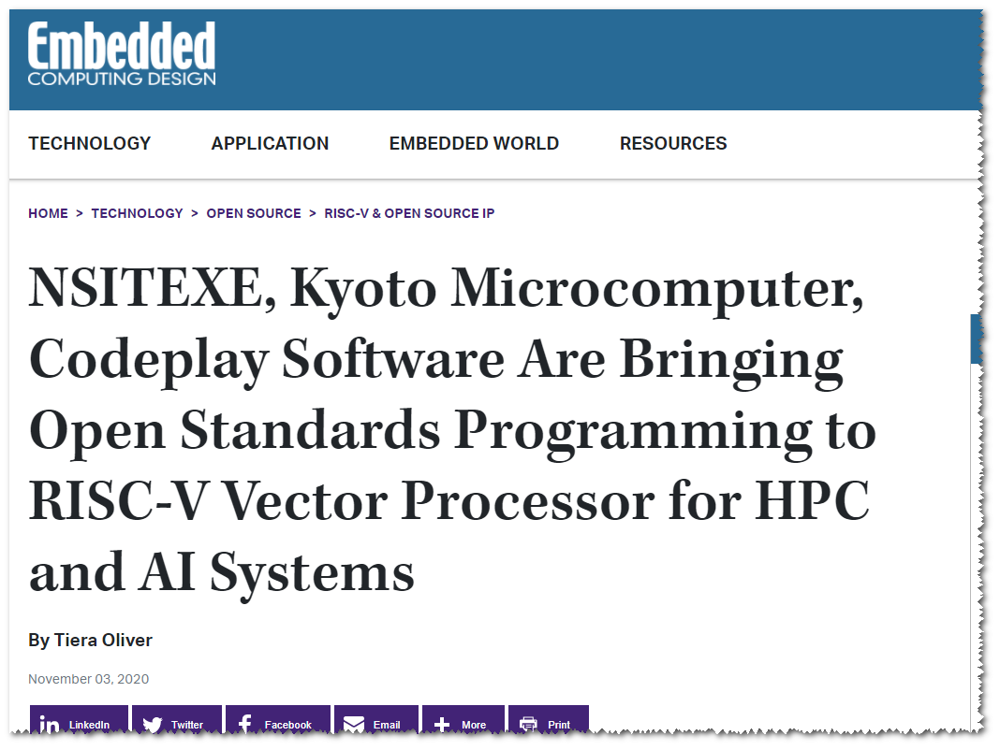 Embedded
COMPUTING DESIGN
TECHNOLOGY APPLICATION EMBEDDED WORLD RESOURCES
HOME > TECHNOLOGY > OPEN SOURCE > RISC-V & OPEN SOURCE IP
NSITEXE, Kyoto Microcomputer,
Codeplay Software Are Bringing
Open Standards Programming to
RISC-V Vector Processor for HPC
and AI Systems
By Tiera Oliver
November 03, 2020
in LinkedIn Twitter f Facebook Email + More Print